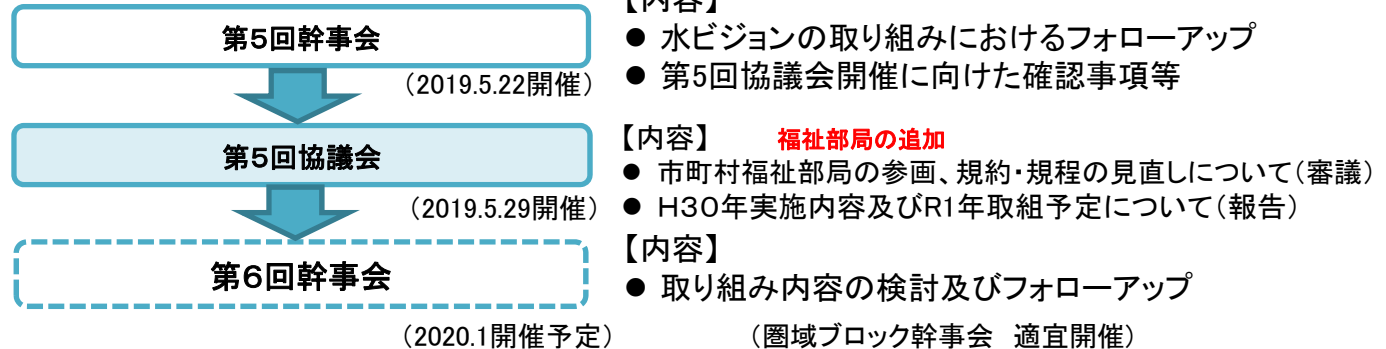 【内容】
第5回幹事会
● 水ビジョンの取り組みにおけるフォローアップ
（2019.5.22開催）
● 第5回協議会開催に向けた確認事項等
【内容】 福祉部局の追加
第5回協議会
● 市町村福祉部局の参画、規約・規程の見直しについて（審議）
（2019.5.29開催）
● H30年実施内容及びR1年取組予定について（報告）
【内容】
第6回幹事会
● 取り組み内容の検討及びフォローアップ
（2020.1開催予定）
（圏域ブロック幹事会　適宜開催）